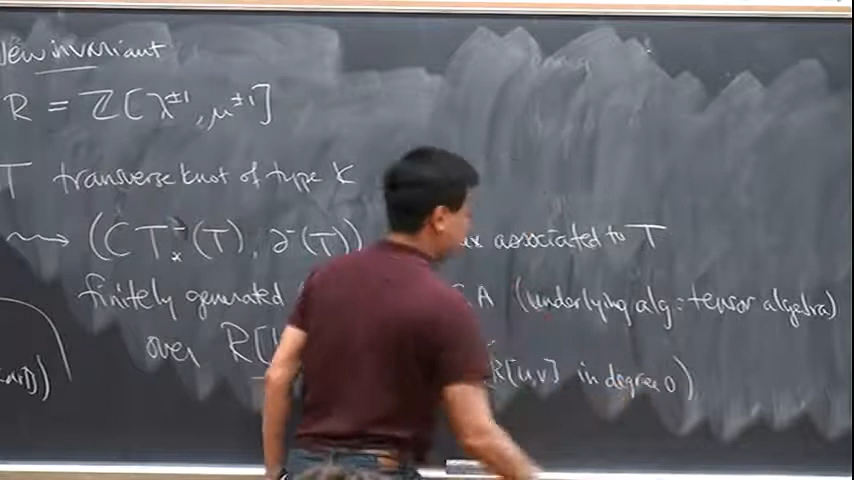 New invariant
R = ℤ[λ^±1, μ^±1]
T transverse knot of type K
⇝ (CT⁻_*(T), ∂⁻(T)) associated to T
finitely generated GA (underlying alg = tensor algebra)
over R[ R[u,v] in degree 0)